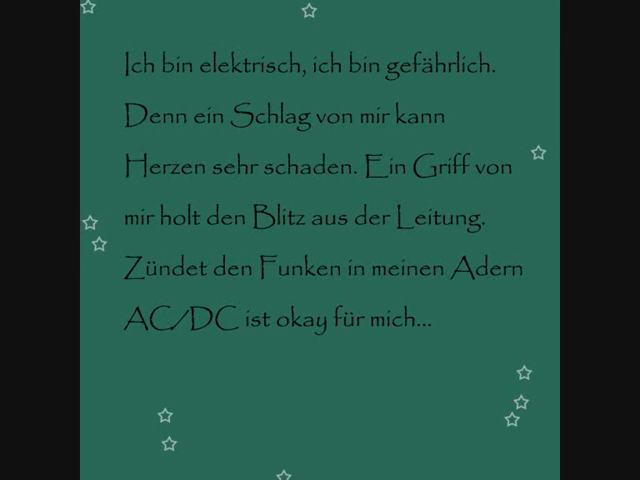 Ich bin elektrisch, ich bin gefährlich.
Denn ein Schlag von mir kann
Herzen sehr schaden. Ein Griff von
mir holt den Blitz aus der Leitung.
Zündet den Funken in meinen Adern
AC/DC ist okay für mich...